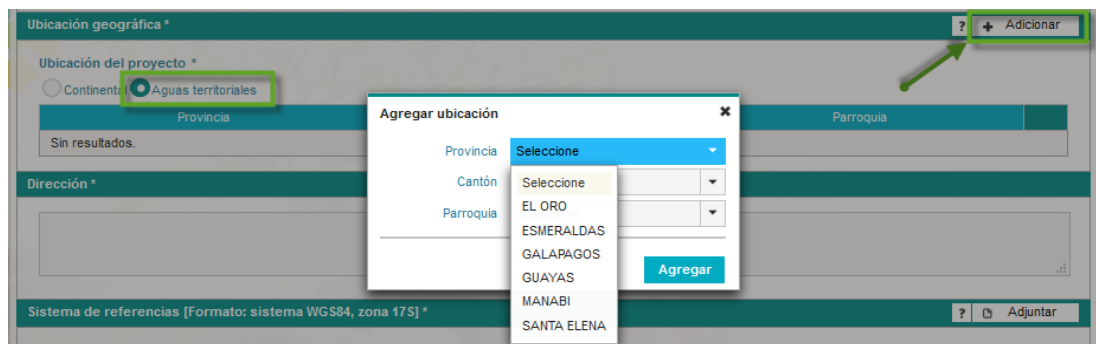 Ubicación geográfica *
? + Adicionar
Ubicación del proyecto *
Continental Aguas territoriales
Provincia
Parroquia
Sin resultados.
Agregar ubicación
Provincia Seleccione
Cantón
Parroquia
Seleccione
EL ORO
ESMERALDAS
GALAPAGOS
GUAYAS
MANABI
SANTA ELENA
Agregar
Dirección *
Sistema de referencias [Formato: sistema WGS84, zona 17S] *
? Adjuntar